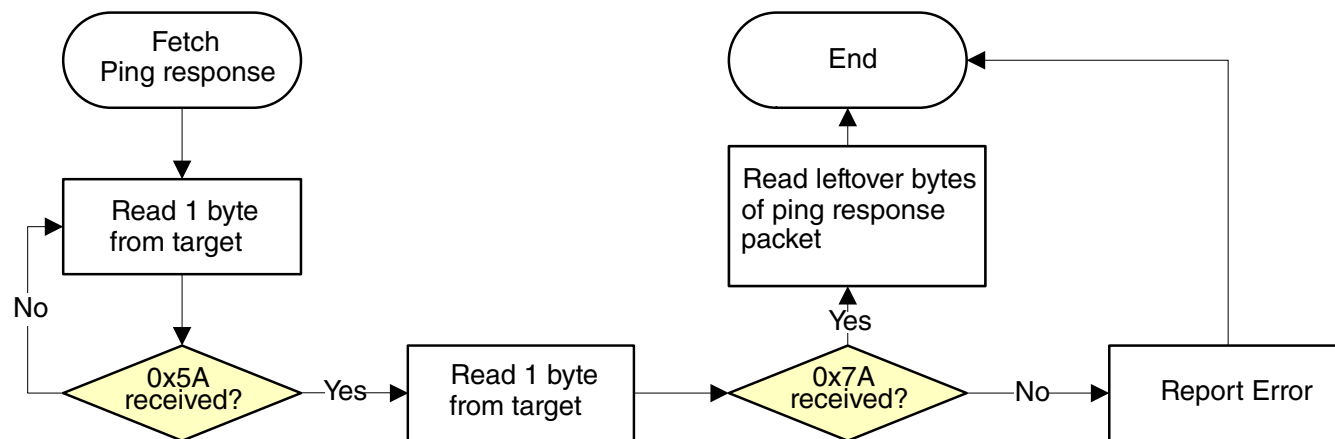 Fetch
Ping response
End
Read 1 byte
from target
Read leftover bytes
of ping response
packet
No
Yes
0x5A
received?
Yes
Read 1 byte
from target
0x7A
received?
No
Report Error